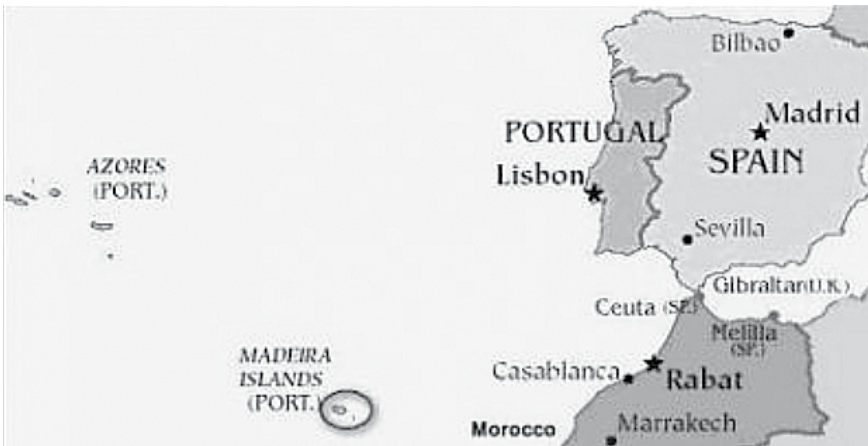 Bilbao
Madrid
PORTUGAL
SPAIN
AZORES
(PORT.)
Lisbon
Sevilla
Gibraltar(U.K.)
Ceuta (SP.)
Melilla
(SP.)
MADEIRA
ISLANDS
(PORT.)
Casablanca
Rabat
Morocco
Marrakech